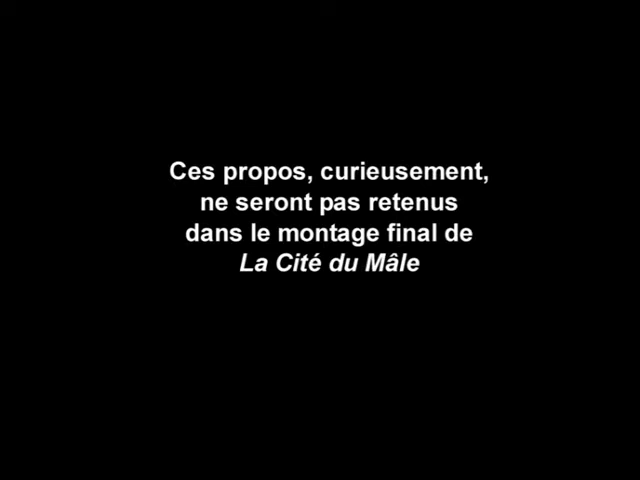 Ces propos, curieusement,
ne seront pas retenus
dans le montage final de
La Cité du Mâle